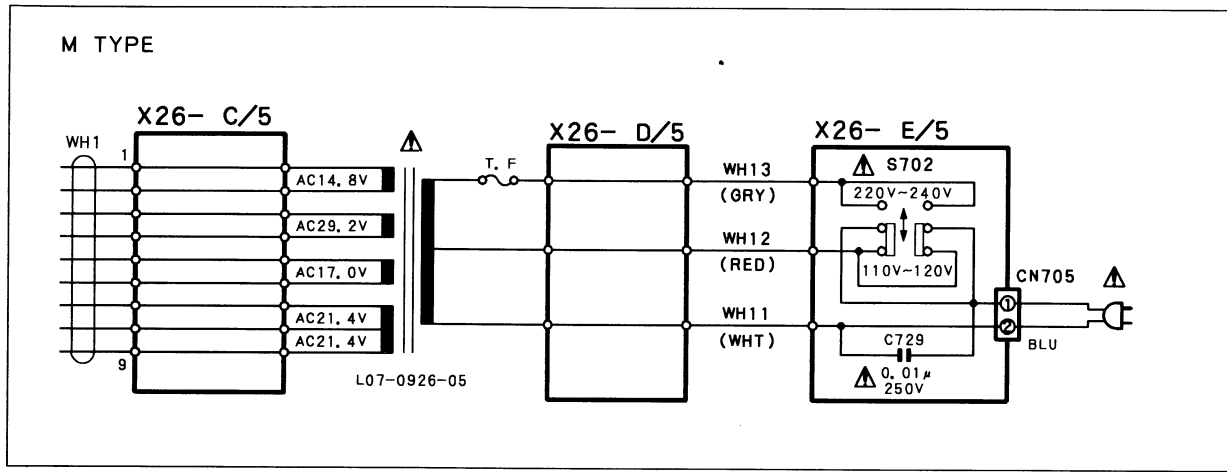 M TYPE
X26- C/5
WH1
1
9
AC14.8V
AC29.2V
AC17.0V
AC21.4V
AC21.4V
L07-0926-05
T.F
X26- D/5
WH13
(GRY)
WH12
(RED)
WH11
(WHT)
X26- E/5
S702
220V~240V
110V~120V
CN705
1
2
BLU
C729
0.01μ
250V